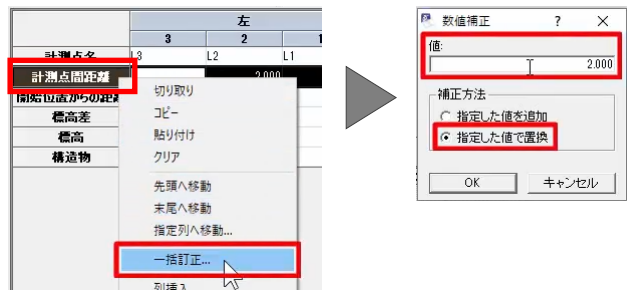 左
3 2 1
計測点名 L3 L2 L1
計測点間距離 2.000
開始位置からの距離
標高差
標高
構造物
切り取り
コピー
貼り付け
クリア
先頭へ移動
末尾へ移動
指定列へ移動...
一括訂正...
列挿入
数値補正 ? ×
値:
2.000
補正方法
指定した値を追加
指定した値で置換
OK キャンセル